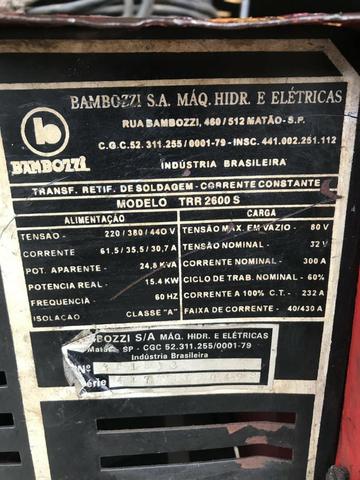 BAMBOZZI S.A. MÁQ. HIDR. E ELÉTRICAS
RUA BAMBOZZI, 460/512 MATÃO - S.P.
C.G.C. 52.311.255/0001-79 - INSC. 441.002.251.112
b
BAMBOZZI
INDÚSTRIA BRASILEIRA
TRANSF. RETIF. DE SOLDAGEM - CORRENTE CONSTANTE
MODELO TRR 2600 S
ALIMENTAÇÃO
TENSÃO - 220/380/440 V
CORRENTE - 61,5/35,5/30,7 A
POT. APARENTE - 24,8 KVA
POTENCIA REAL - 15.4 KW
FREQUENCIA - 60 HZ
ISOLAÇÃO CLASSE "A"
CARGA
TENSÃO MAX. EM VAZIO - 80 V
TENSÃO NOMINAL - 32 V
CORRENTE NOMINAL - 300 A
CICLO DE TRAB. NOMINAL - 60%
CORRENTE A 100% C.T. - 232 A
FAIXA DE CORRENTE - 40/430 A
BAMBOZZI S/A MÁQ. HIDR. E ELÉTRICAS
Matão SP - CGC 52.311.255/0001-79
Indústria Brasileira
Nº
Série